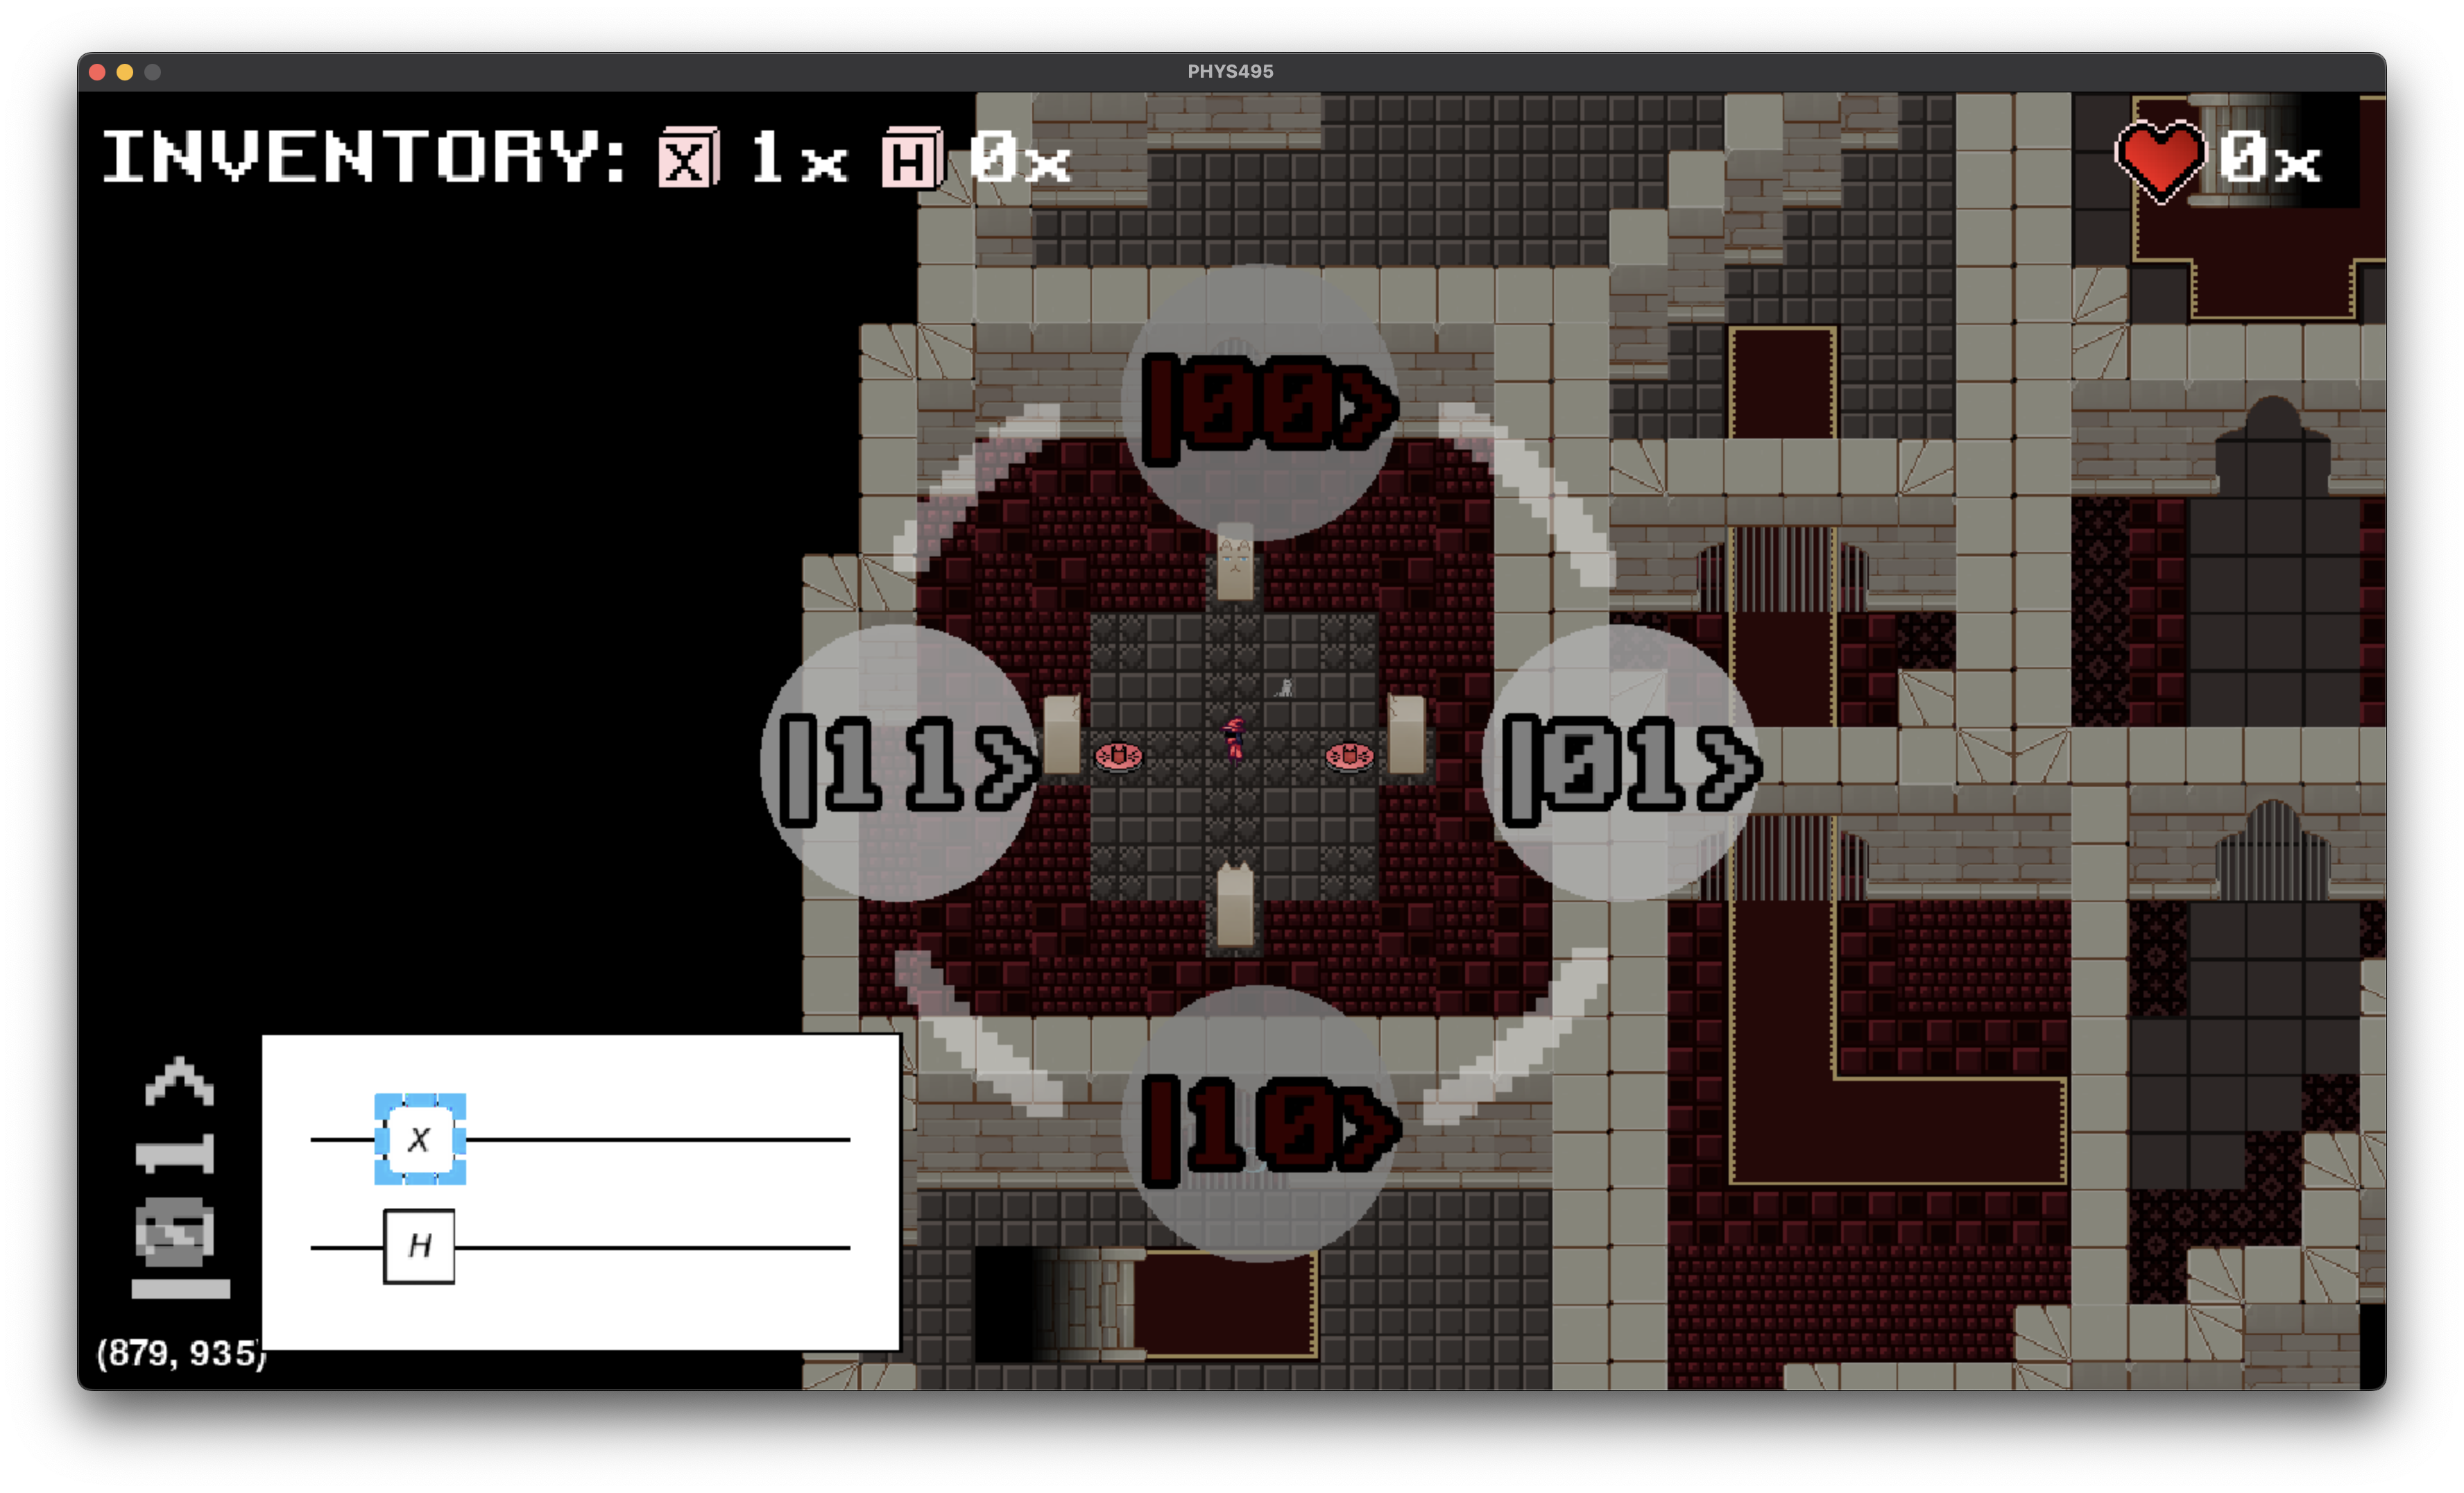 PHYS495
INVENTORY: X 1x H 0x
0x
|00>
|11>
|01>
|10>
|01>
X
H
(879, 935)